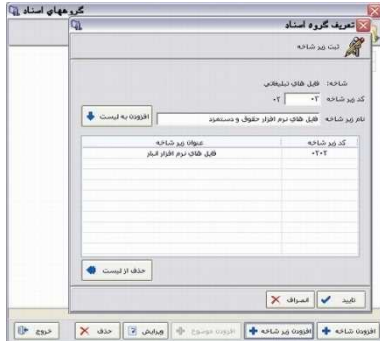 گروههای اسناد
تعریف گروه اسناد
ثبت زیر شاخه
شاخه: فایل های تبلیغاتی
کد زیر شاخه ۰۲ ۰۲
نام زیر شاخه فایل های نرم افزار حقوق و دستمزد افزودن به لیست
کد زیر شاخه عنوان زیر شاخه
۰۲۰۲ فایل های نرم افزار انبار
حذف از لیست
تایید انصراف
افزودن شاخه افزودن زیر شاخه افزودن موضوع ویرایش حذف خروج